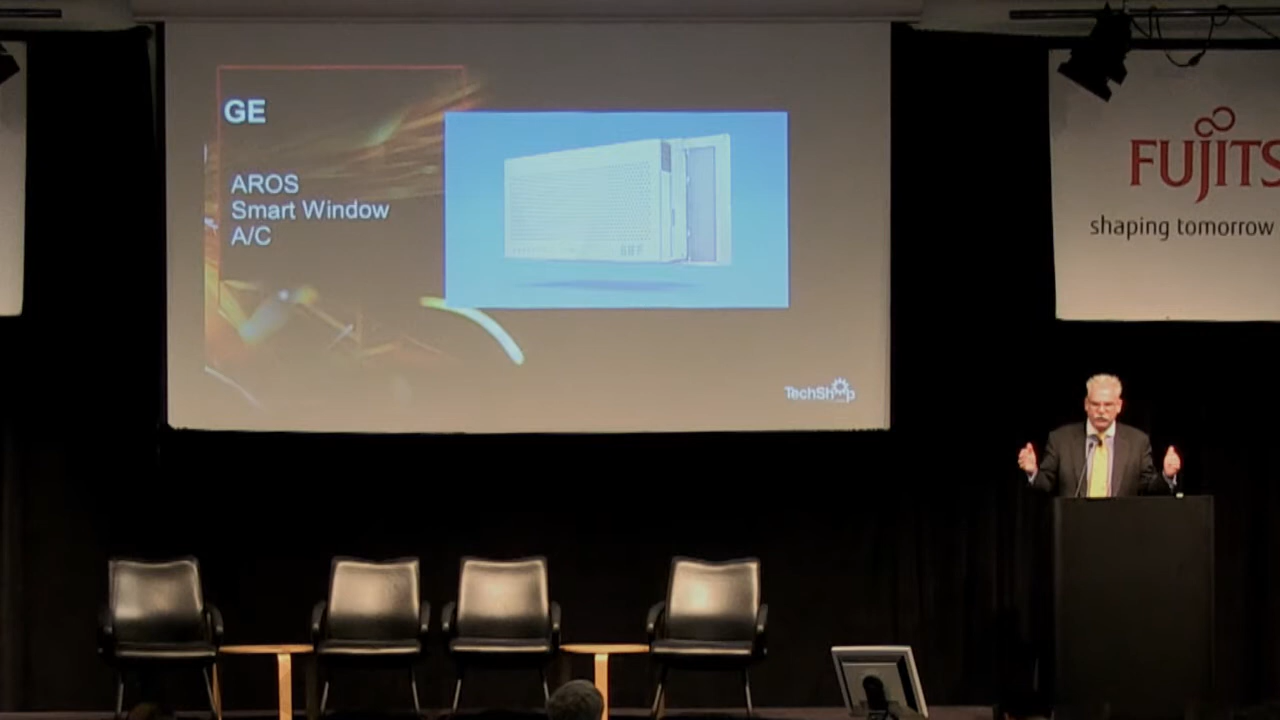 GE
AROS
Smart Window
A/C
TechShop
FUJITS
shaping tomorrow